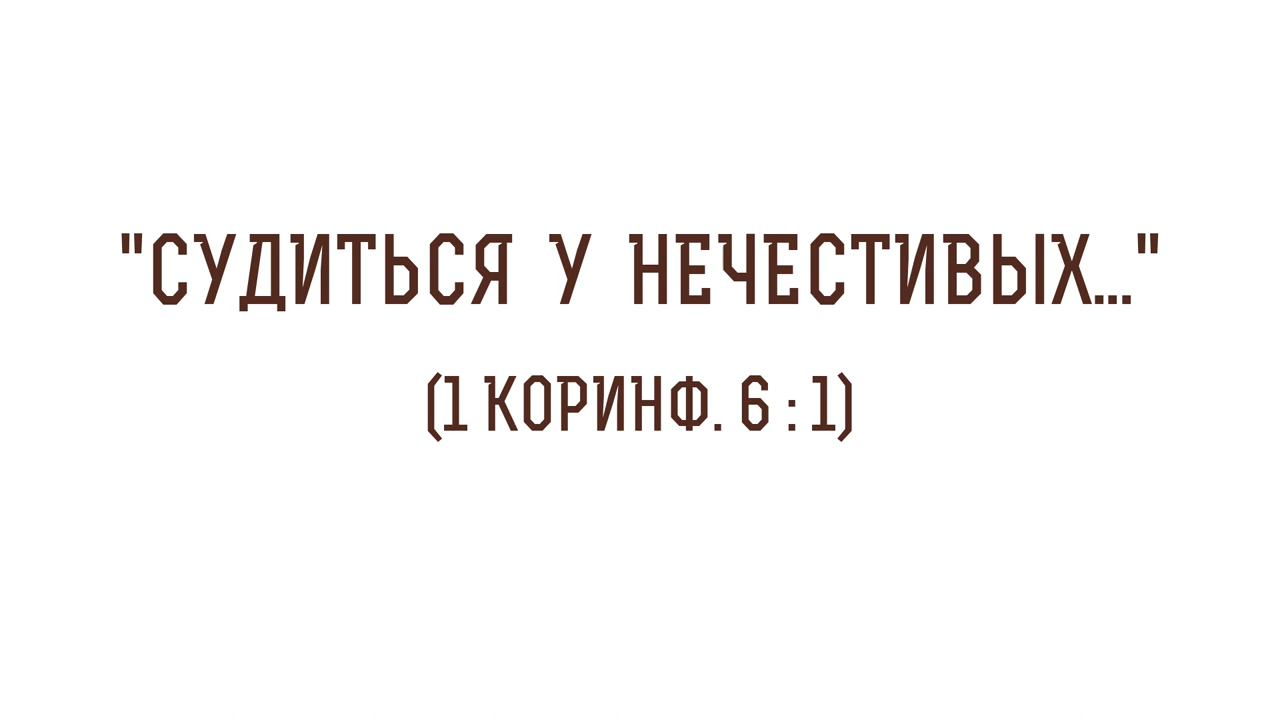 "СУДИТЬСЯ У НЕЧЕСТИВЫХ..."
(1 КОРИНФ. 6 : 1)